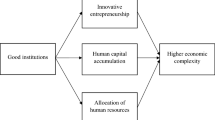 Innovative
entrepreneurship
Good institutions
Human capital
accumulation
Higher economic
complexity
Allocation of
human resources